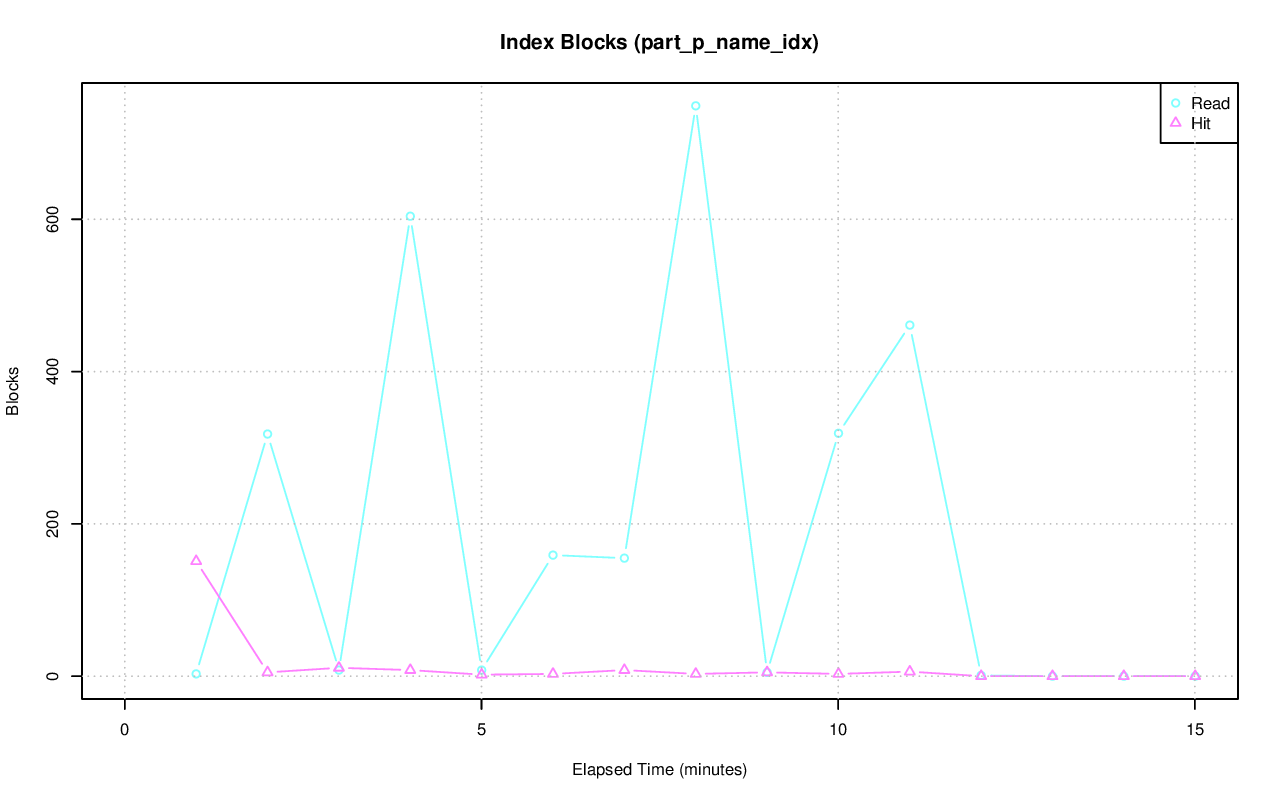 Index Blocks (part_p_name_idx)
Read
Hit
Blocks
600
400
200
0
0 5 10 15
Elapsed Time (minutes)